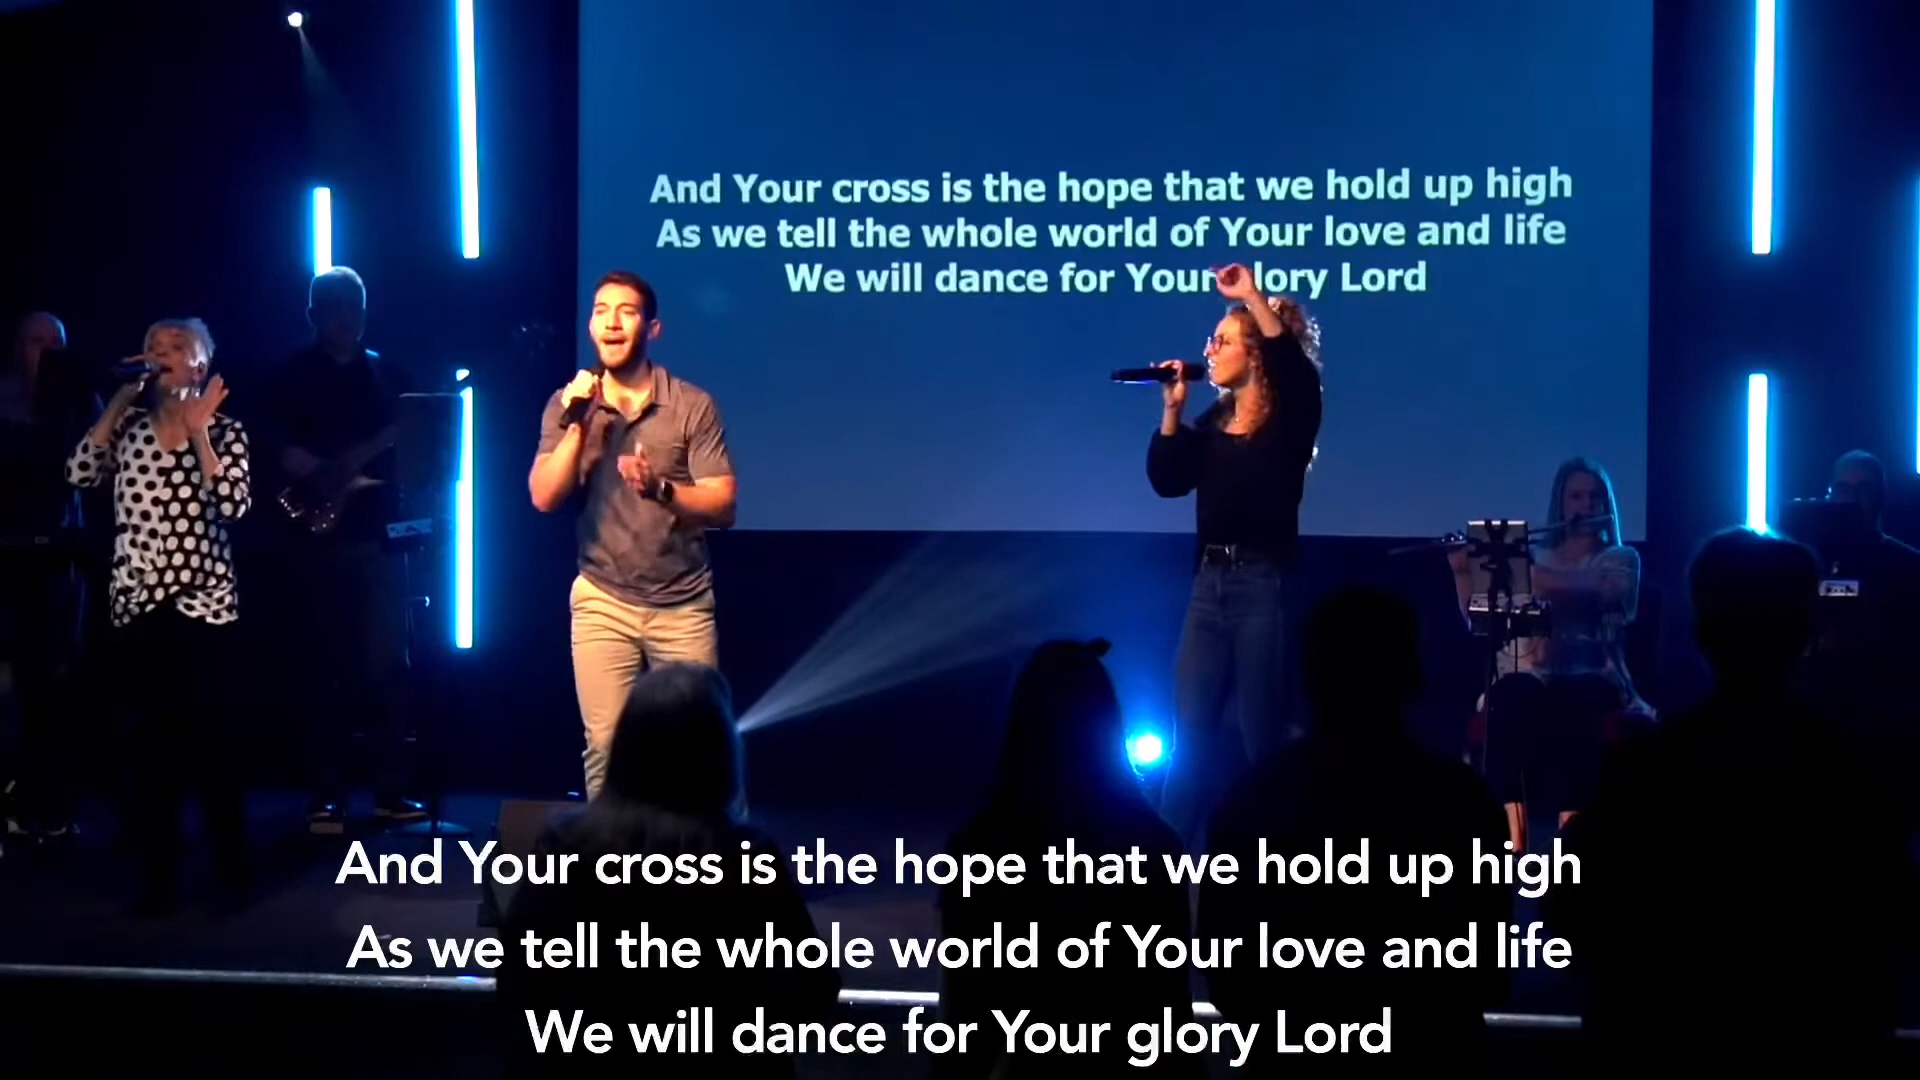 And Your cross is the hope that we hold up high
As we tell the whole world of Your love and life
We will dance for Your glory Lord
And Your cross is the hope that we hold up high
As we tell the whole world of Your love and life
We will dance for Your glory Lord